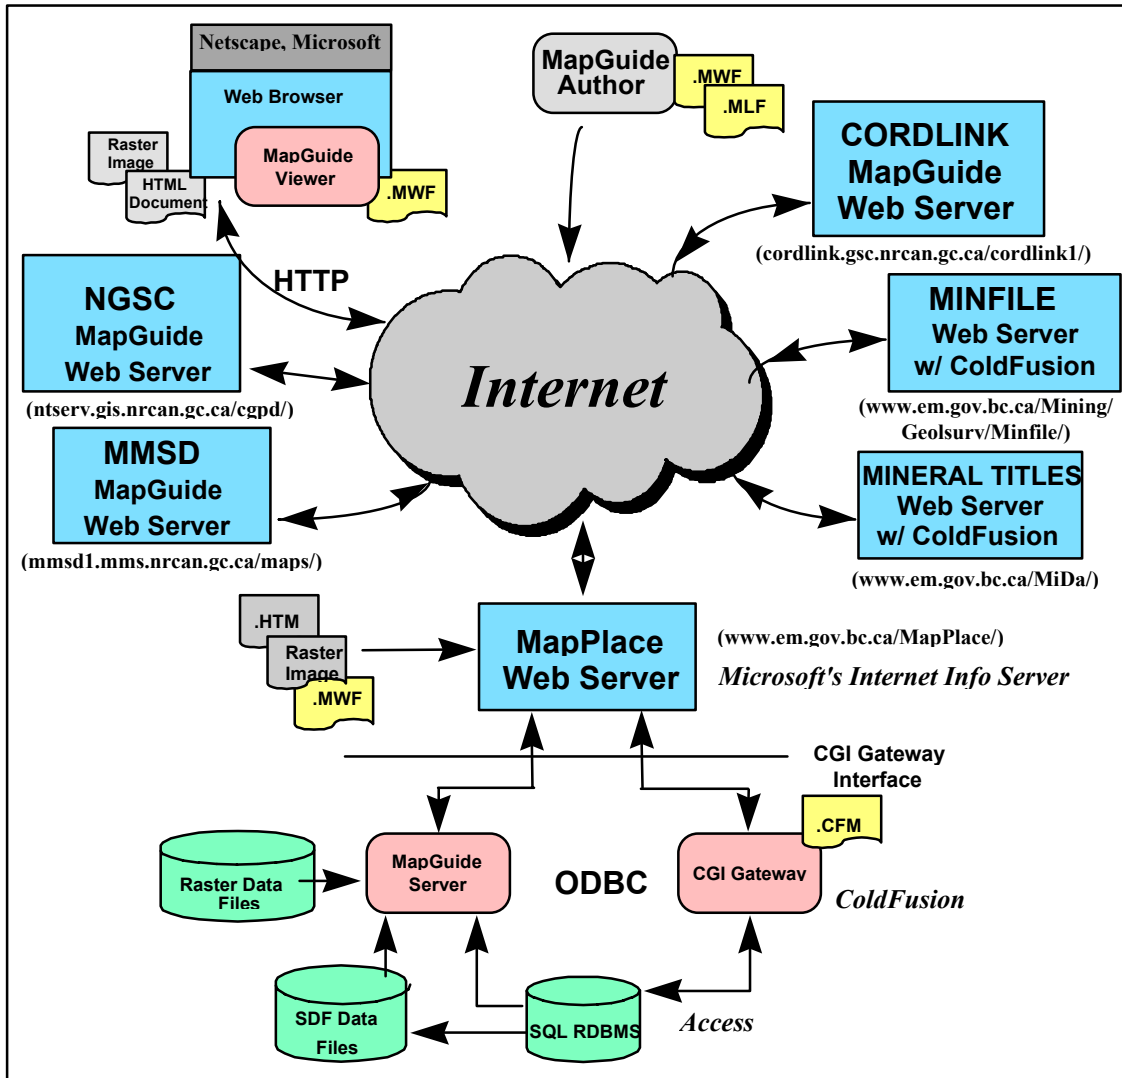 Netscape, Microsoft
Web Browser
MapGuide
Viewer
Raster
Image
HTML
Document
.MWF
MapGuide
Author
.MWF
.MLF
CORDLINK
MapGuide
Web Server
(cordlink.gsc.nrcan.gc.ca/cordlink1/)
HTTP
NGSC
MapGuide
Web Server
(ntserv.gis.nrcan.gc.ca/cgpd/)
Internet
MINFILE
Web Server
w/ ColdFusion
(www.em.gov.bc.ca/Mining/
Geolsurv/Minfile/)
MMSD
MapGuide
Web Server
(mmsd1.mms.nrcan.gc.ca/maps/)
MINERAL TITLES
Web Server
w/ ColdFusion
(www.em.gov.bc.ca/MiDa/)
.HTM
Raster
Image
.MWF
MapPlace
Web Server
(www.em.gov.bc.ca/MapPlace/)
Microsoft's Internet Info Server
CGI Gateway
Interface
.CFM
MapGuide
Server
ODBC
CGI Gateway
ColdFusion
Raster Data
Files
SDF Data
Files
SQL RDBMS
Access